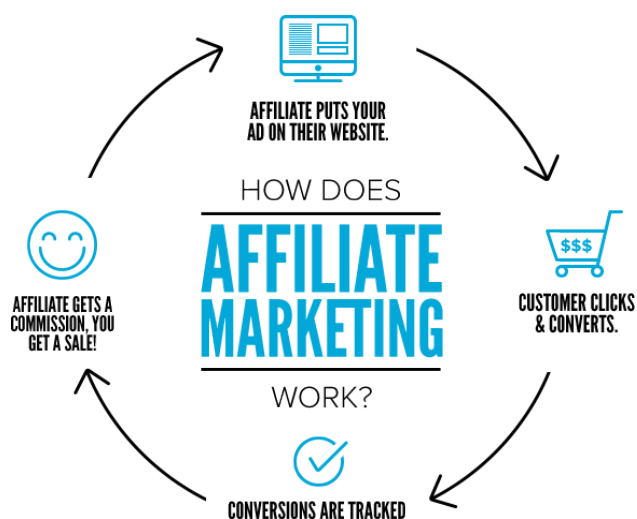 AFFILIATE PUTS YOUR
AD ON THEIR WEBSITE.
HOW DOES
AFFILIATE
MARKETING
WORK?
$$$
CUSTOMER CLICKS
& CONVERTS.
CONVERSIONS ARE TRACKED
AFFILIATE GETS A
COMMISSION, YOU
GET A SALE!